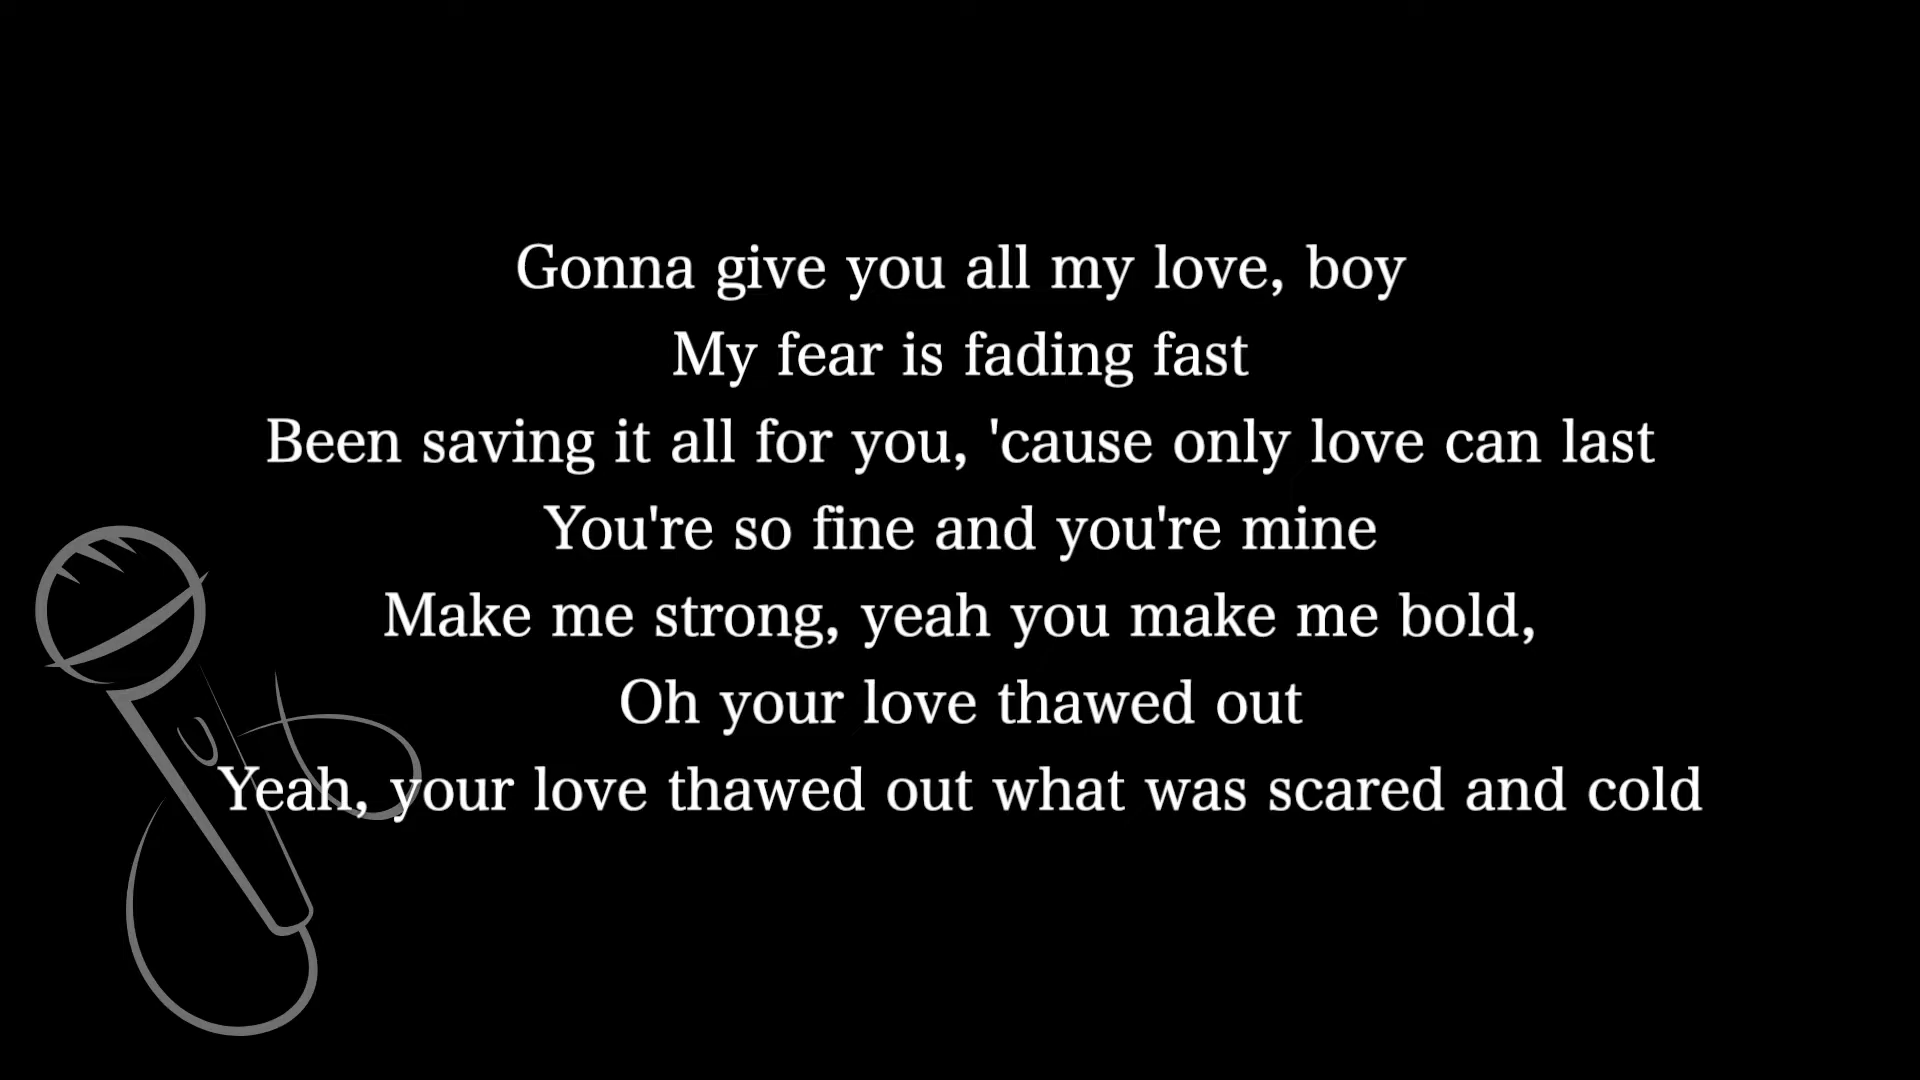 Gonna give you all my love, boy
My fear is fading fast
Been saving it all for you, 'cause only love can last
You're so fine and you're mine
Make me strong, yeah you make me bold,
Oh your love thawed out
Yeah, your love thawed out what was scared and cold